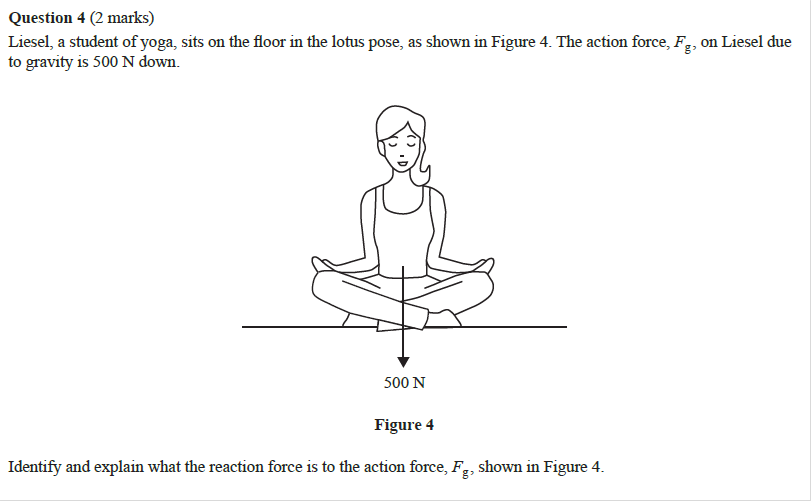 Question 4 (2 marks)
Liesel, a student of yoga, sits on the floor in the lotus pose, as shown in Figure 4. The action force, Fg, on Liesel due
to gravity is 500 N down.
500 N
Figure 4
Identify and explain what the reaction force is to the action force, Fg, shown in Figure 4.